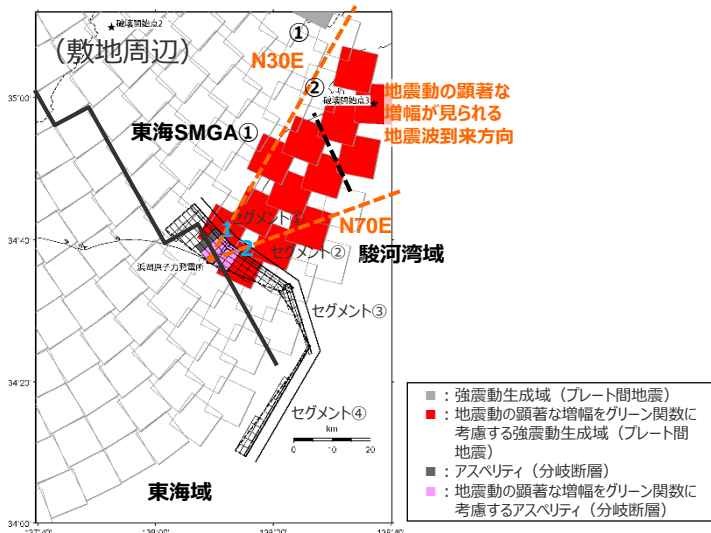 破壊開始点2
(敷地周辺)
①
N30E
②
破壊開始点3
35°00'
地震動の顕著な
増幅が見られる
地震波到来方向
東海SMGA①
N70E
セグメント①
1
34°40'
2
セグメント②
駿河湾域
浜岡原子力発電所
セグメント③
34°20'
セグメント④
km
0 10 20
東海域
34°00'
137°40'
138°00'
138°20'
138°40'
:強震動生成域(プレート間地震)
:地震動の顕著な増幅をグリーン関数に
考慮する強震動生成域(プレート間
地震)
:アスペリティ(分岐断層)
:地震動の顕著な増幅をグリーン関数に
考慮するアスペリティ(分岐断層)